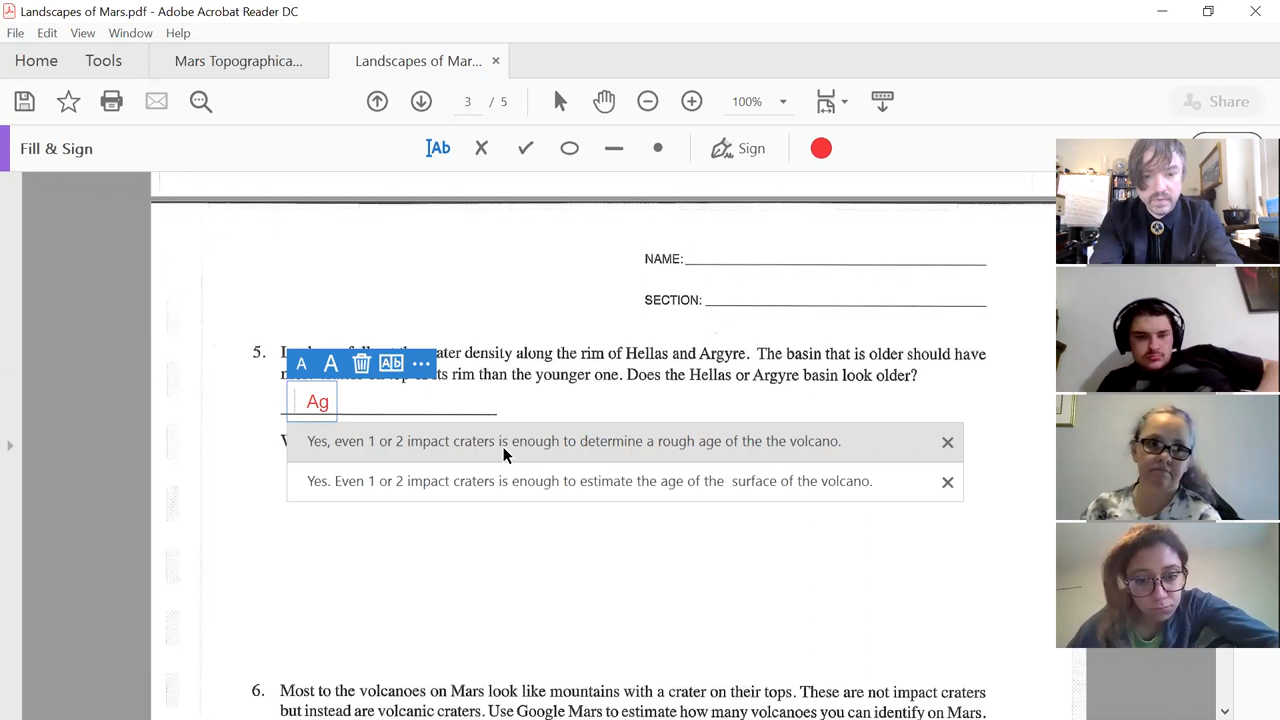 Landscapes of Mars.pdf - Adobe Acrobat Reader DC
File Edit View Window Help
Home Tools Mars Topographica... Landscapes of Mar... ×
3 / 5 100% Share
Fill & Sign Ab Sign
NAME:
SECTION:
5. ater density along the rim of Hellas and Argyre. The basin that is older should have
its rim than the younger one. Does the Hellas or Argyre basin look older?
A A Ab ...
Ag
Yes, even 1 or 2 impact craters is enough to determine a rough age of the the volcano.
Yes. Even 1 or 2 impact craters is enough to estimate the age of the surface of the volcano.
6. Most to the volcanoes on Mars look like mountains with a crater on their tops. These are not impact craters
but instead are volcanic craters. Use Google Mars to estimate how many volcanoes you can identify on Mars.